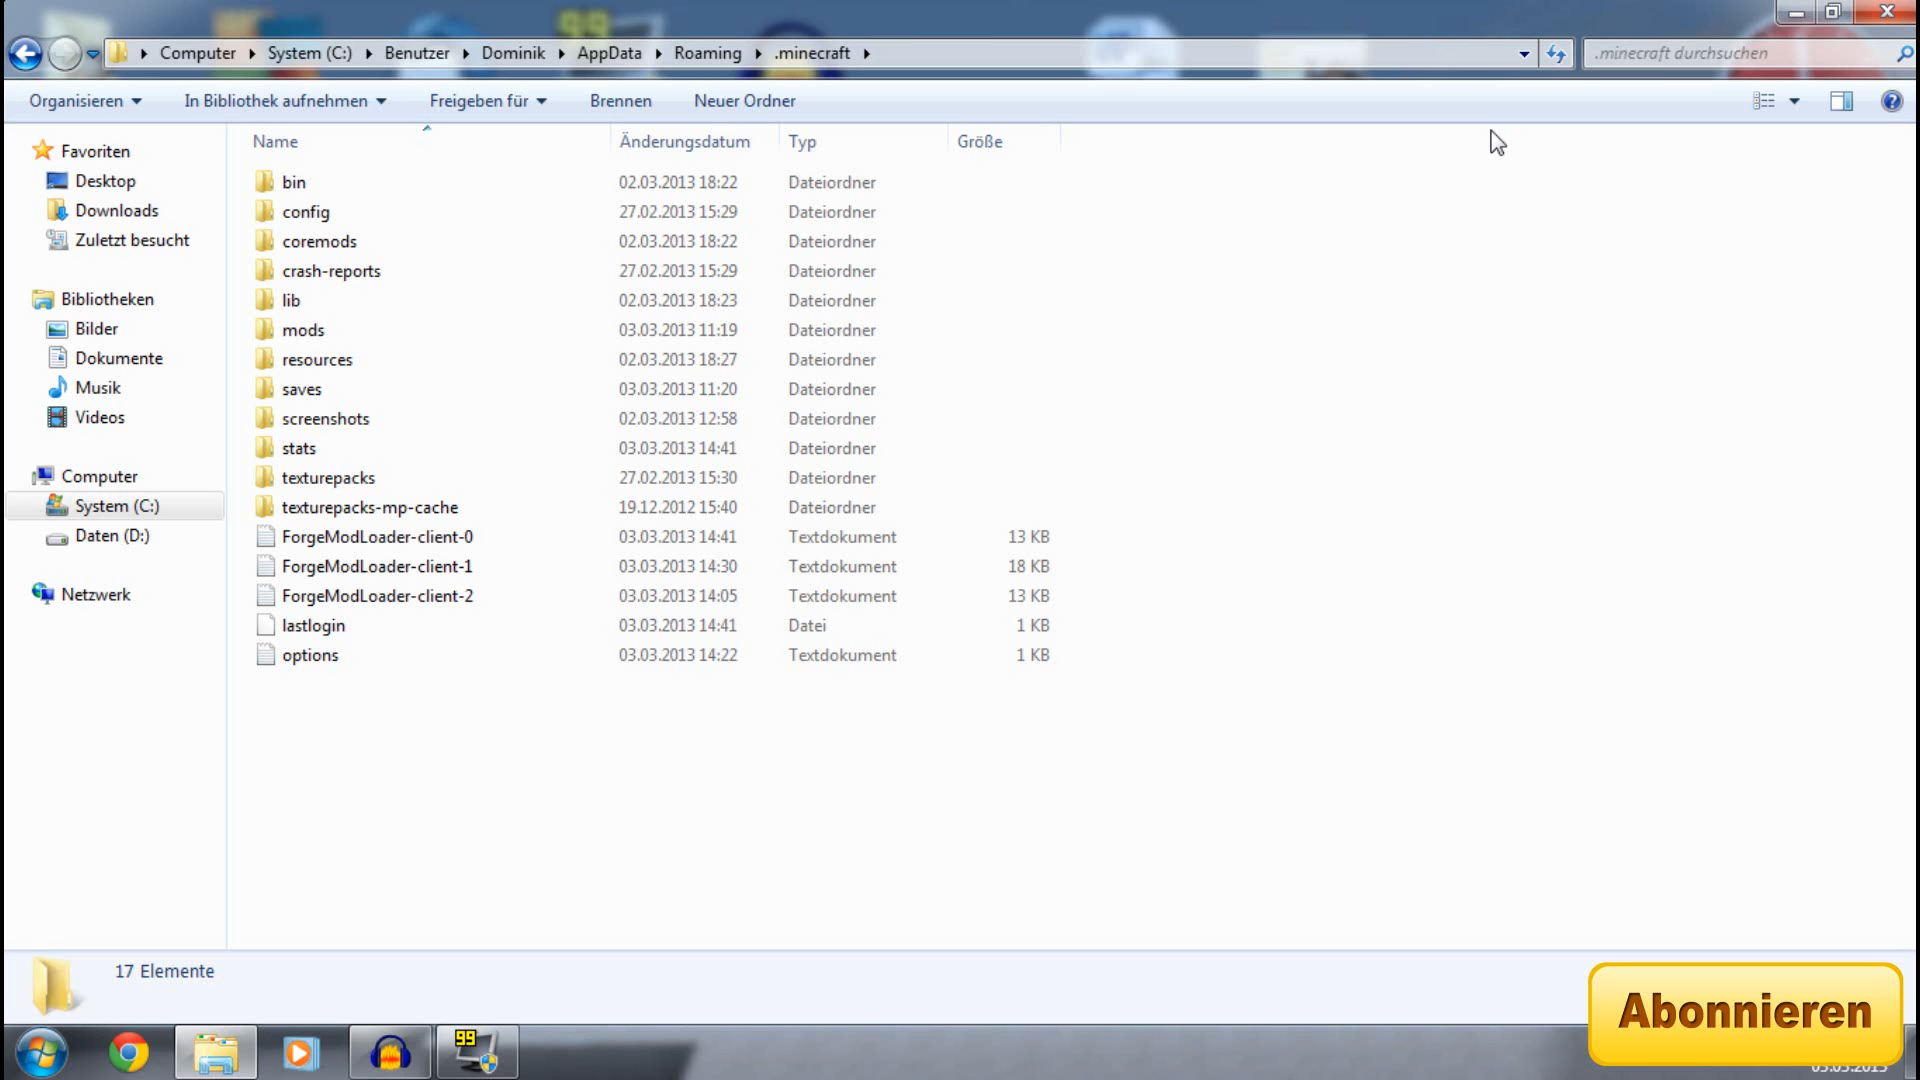 99
Computer System (C:) Benutzer Dominik AppData Roaming .minecraft
.minecraft durchsuchen
Organisieren In Bibliothek aufnehmen Freigeben für Brennen Neuer Ordner
Name Änderungsdatum Typ Größe
Favoriten
Desktop
Downloads
Zuletzt besucht
Bibliotheken
Bilder
Dokumente
Musik
Videos
Computer
System (C:)
Daten (D:)
Netzwerk
bin 02.03.2013 18:22 Dateiordner
config 27.02.2013 15:29 Dateiordner
coremods 02.03.2013 18:22 Dateiordner
crash-reports 27.02.2013 15:29 Dateiordner
lib 02.03.2013 18:23 Dateiordner
mods 03.03.2013 11:19 Dateiordner
resources 02.03.2013 18:27 Dateiordner
saves 03.03.2013 11:20 Dateiordner
screenshots 02.03.2013 12:58 Dateiordner
stats 03.03.2013 14:41 Dateiordner
texturepacks 27.02.2013 15:30 Dateiordner
texturepacks-mp-cache 19.12.2012 15:40 Dateiordner
ForgeModLoader-client-0 03.03.2013 14:41 Textdokument 13 KB
ForgeModLoader-client-1 03.03.2013 14:30 Textdokument 18 KB
ForgeModLoader-client-2 03.03.2013 14:05 Textdokument 13 KB
lastlogin 03.03.2013 14:41 Datei 1 KB
options 03.03.2013 14:22 Textdokument 1 KB
17 Elemente
Abonnieren
99